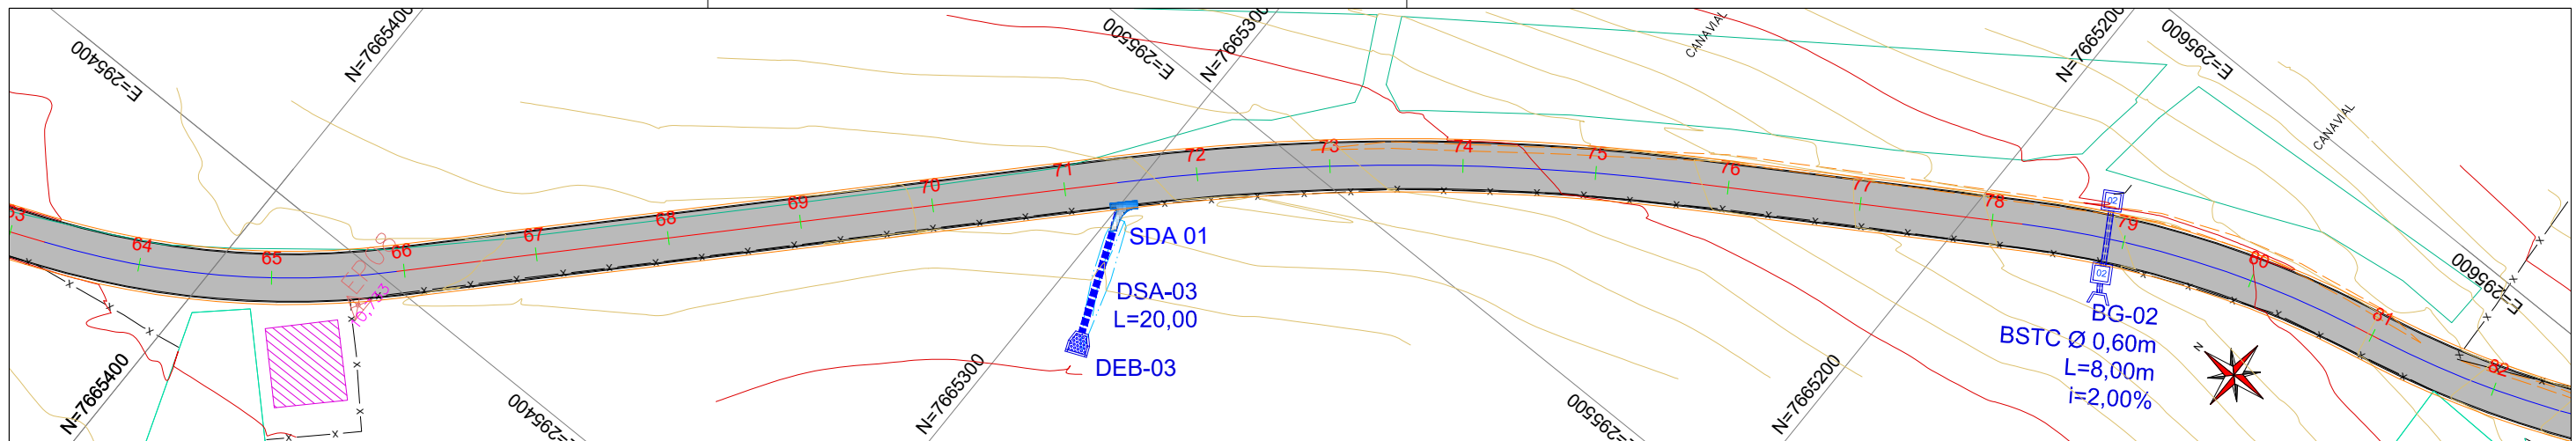 E=295400
N=7665400
E=295500
N=7665300
CANAVIAL
N=7665200
E=295600
CANAVIAL
63
64
65
66
67
68
69
70
71
72
73
74
75
76
77
78
79
80
81
82
02
02
SDA 01
DSA-03
L=20,00
DEB-03
BG-02
BSTC Ø 0,60m
L=8,00m
i=2,00%
N
E=295600
N=7665400
E=295400
N=7665300
E=295500
N=7665200